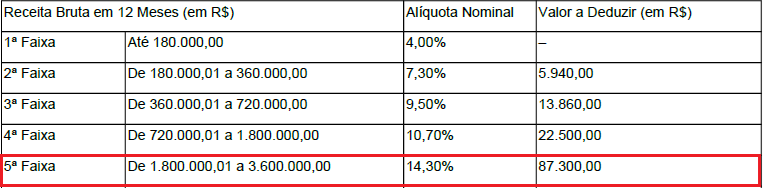 Receita Bruta em 12 Meses (em R$) Alíquota Nominal Valor a Deduzir (em R$)
1ª Faixa Até 180.000,00 4,00% –
2ª Faixa De 180.000,01 a 360.000,00 7,30% 5.940,00
3ª Faixa De 360.000,01 a 720.000,00 9,50% 13.860,00
4ª Faixa De 720.000,01 a 1.800.000,00 10,70% 22.500,00
5ª Faixa De 1.800.000,01 a 3.600.000,00 14,30% 87.300,00